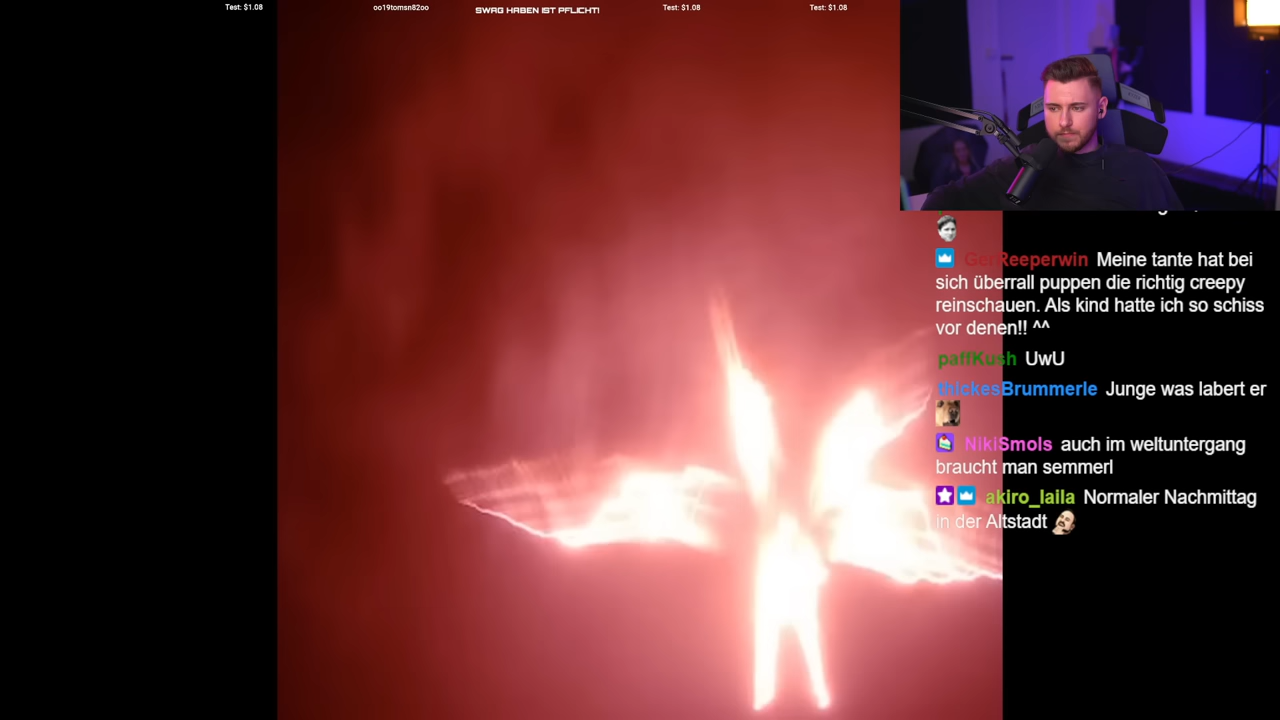 Test: $1.08
oo19tomsn82oo
SWAG HABEN IST PFLICHT!
Test: $1.08
Test: $1.08
GerReeperwin Meine tante hat bei
sich überrall puppen die richtig creepy
reinschauen. Als kind hatte ich so schiss
vor denen!! ^^
paffKush UwU
thickesBrummerle Junge was labert er
NikiSmols auch im weltuntergang
braucht man semmerl
akiro_laila Normaler Nachmittag
in der Altstadt